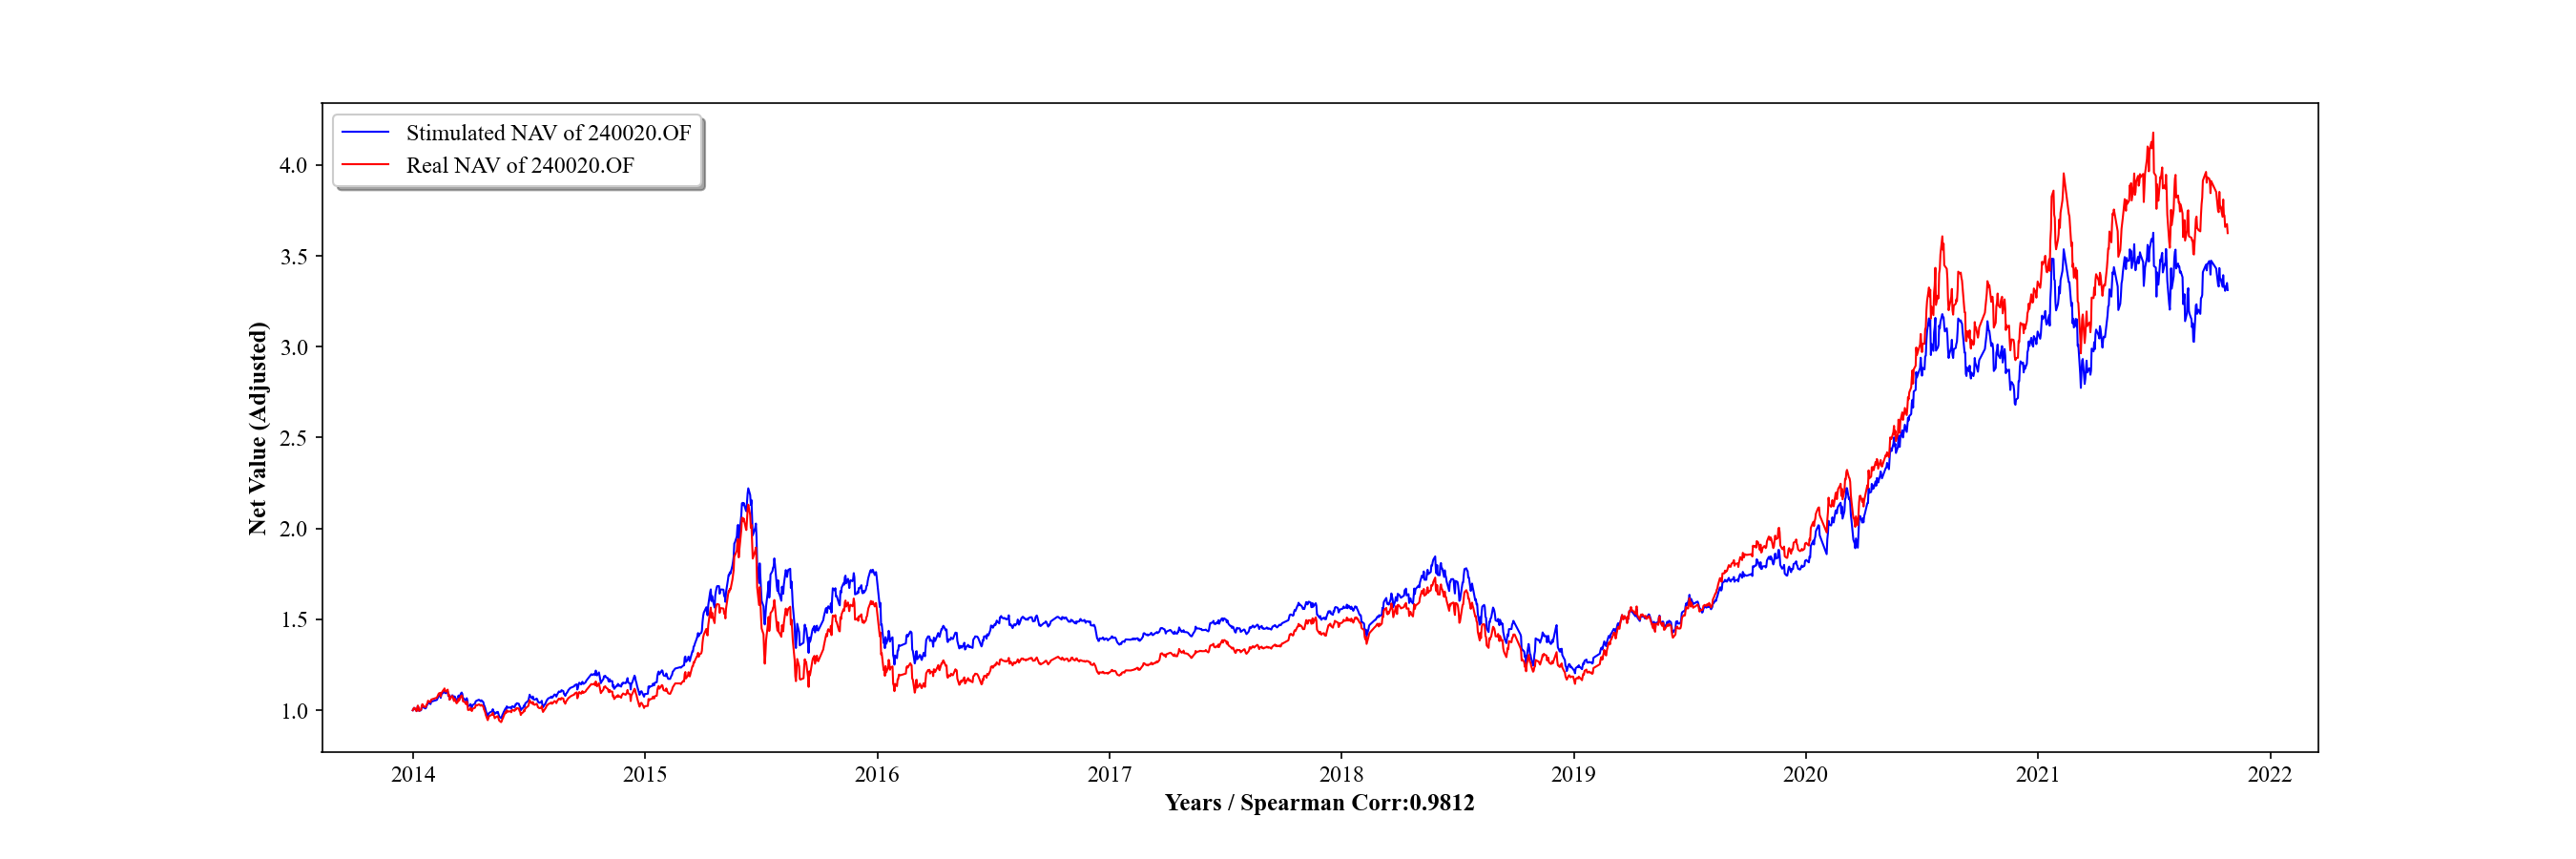 Stimulated NAV of 240020.OF
Real NAV of 240020.OF
Net Value (Adjusted)
4.0
3.5
3.0
2.5
2.0
1.5
1.0
2014 2015 2016 2017 2018 2019 2020 2021 2022
Years / Spearman Corr:0.9812